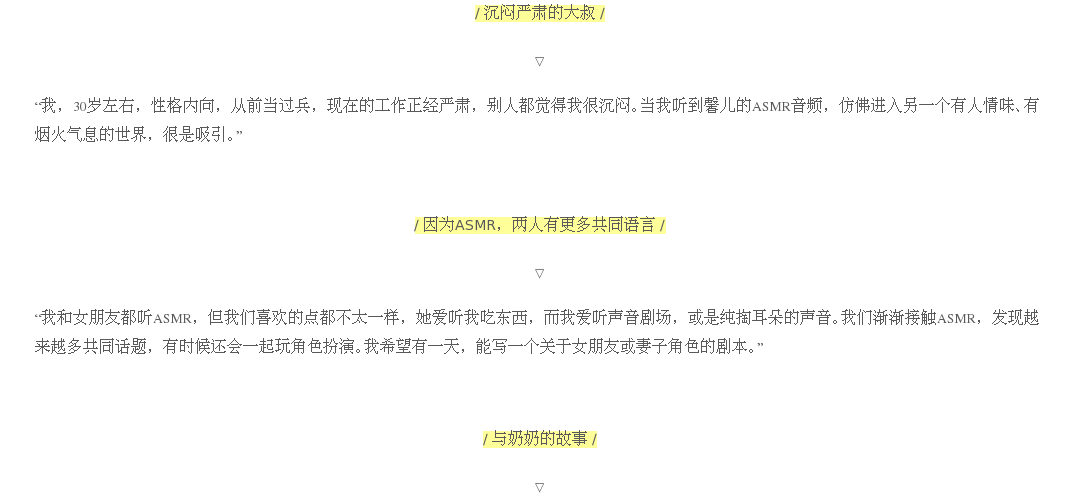 / 沉闷严肃的大叔 /
▽
“我，30岁左右，性格内向，从前当过兵，现在的工作正经严肃，别人都觉得我很沉闷。当我听到馨儿的ASMR音频，仿佛进入另一个有人情味、有
烟火气息的世界，很是吸引。”
/ 因为ASMR，两人有更多共同语言 /
▽
“我和女朋友都听ASMR，但我们喜欢的点都不太一样，她爱听我吃东西，而我爱听声音剧场，或是纯掏耳朵的声音。我们渐渐接触ASMR，发现越
来越多共同话题，有时候还会一起玩角色扮演。我希望有一天，能写一个关于女朋友或妻子角色的剧本。”
/ 与奶奶的故事 /
▽